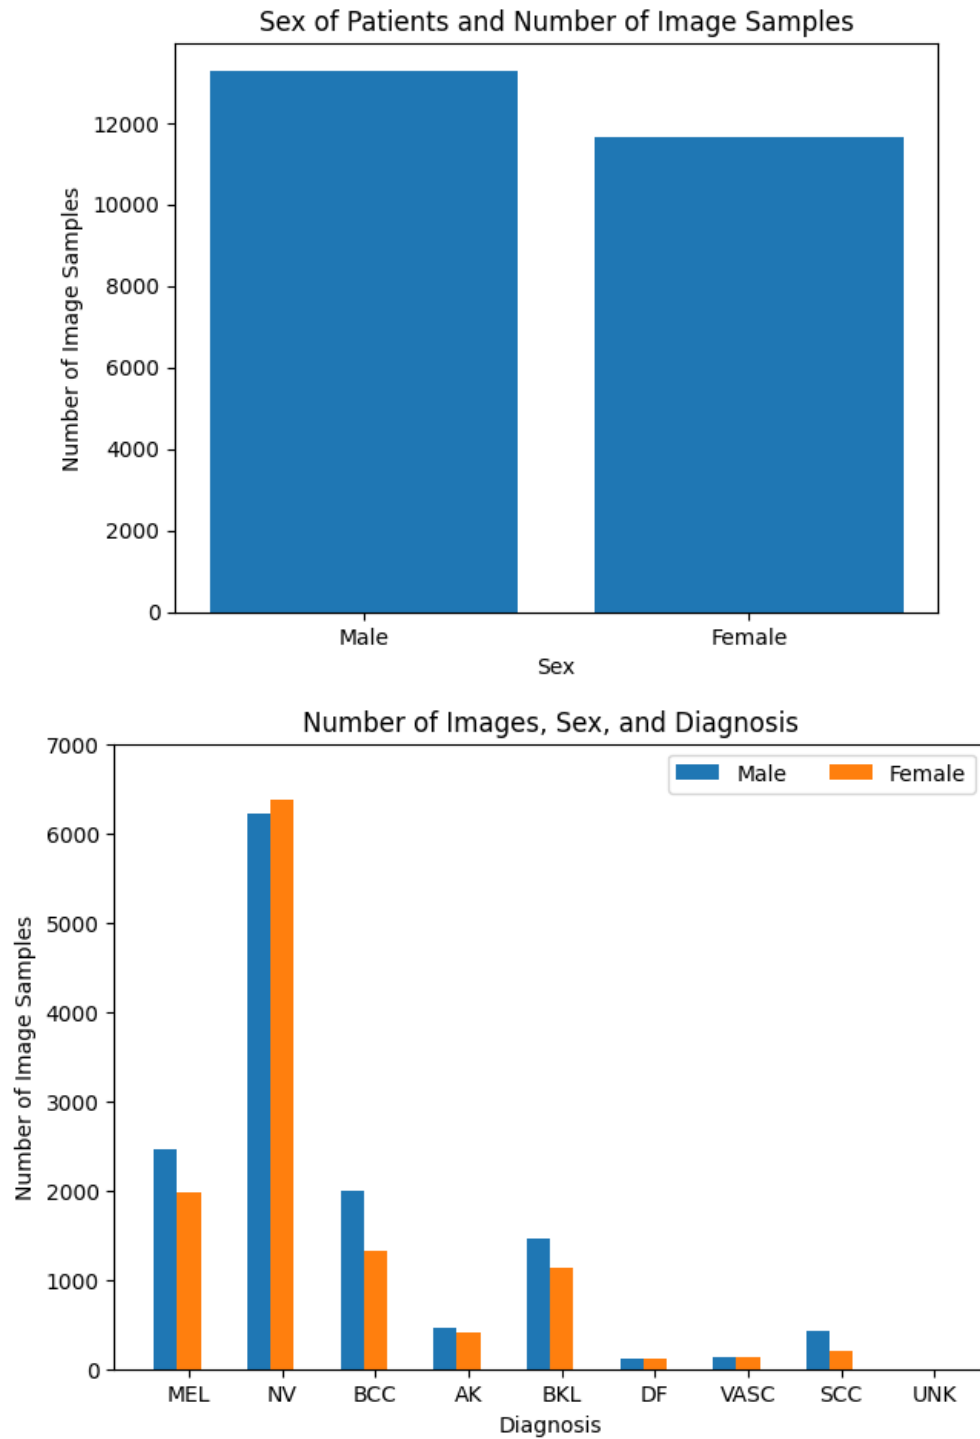 Sex of Patients and Number of Image Samples
Number of Image Samples
12000
10000
8000
6000
4000
2000
0
Male Female
Sex
Number of Images, Sex, and Diagnosis
Male Female
Number of Image Samples
7000
6000
5000
4000
3000
2000
1000
0
MEL NV BCC AK BKL DF VASC SCC UNK
Diagnosis